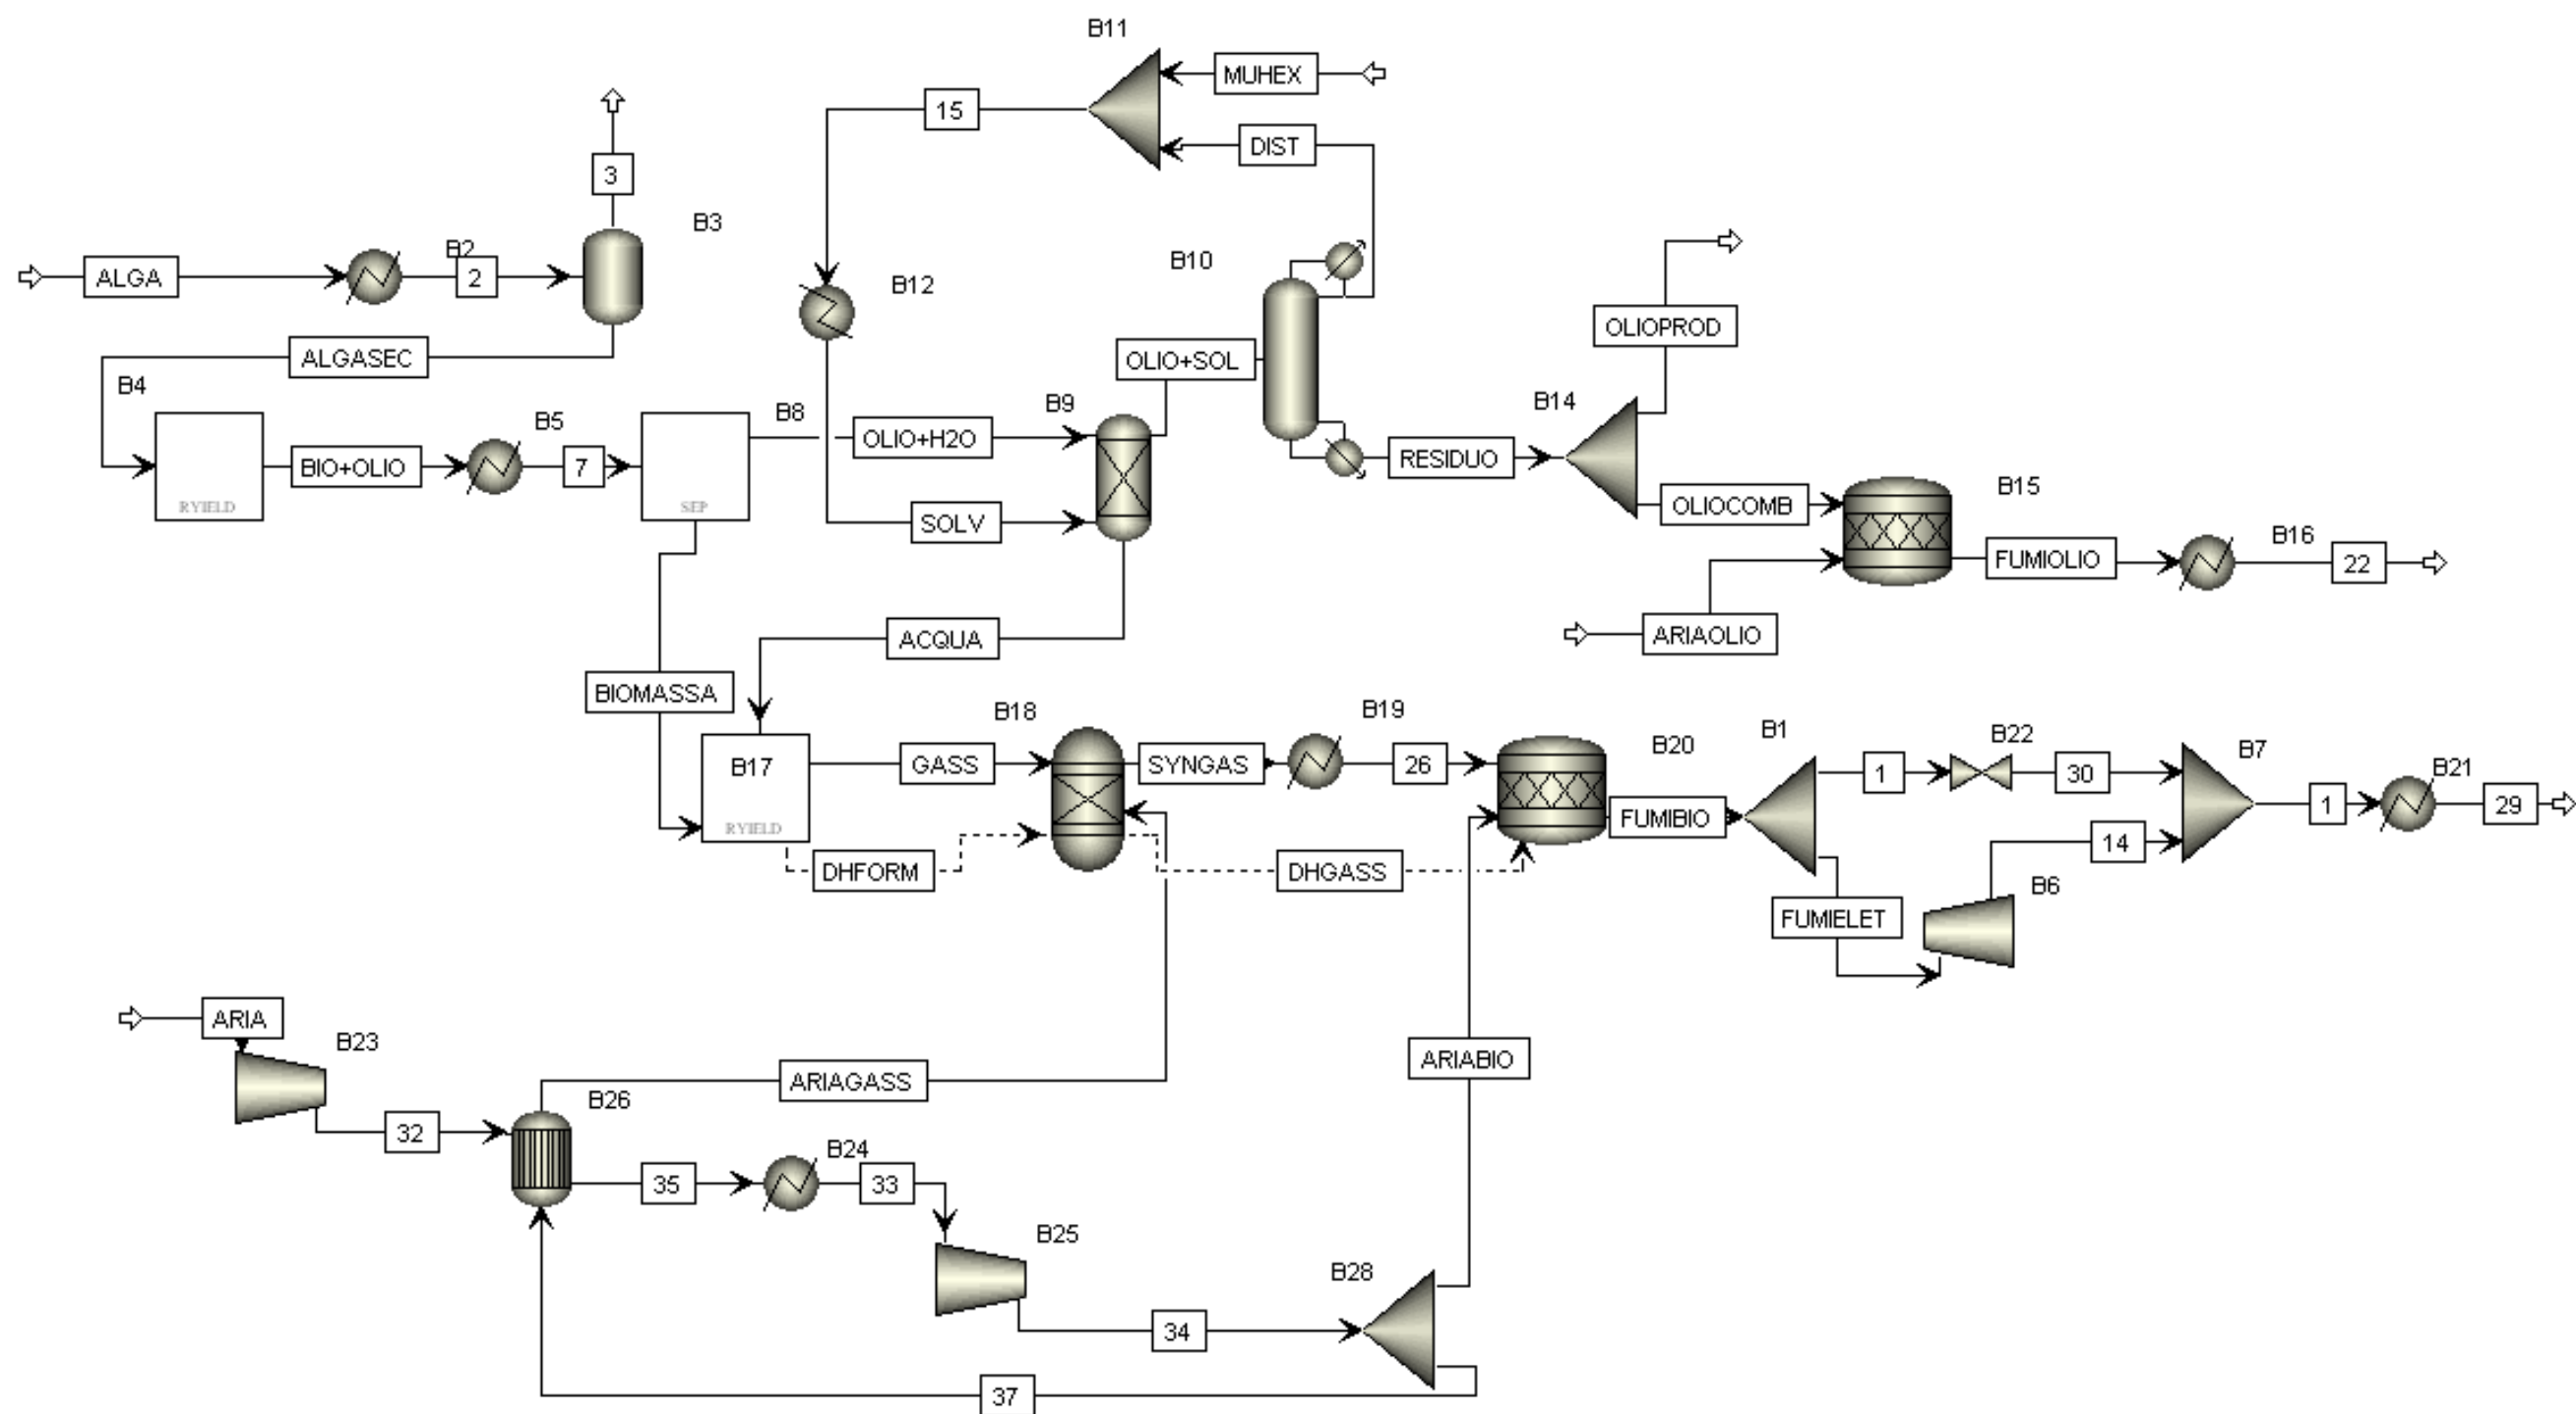 B11
MUHEX
15
DIST
3
B3
B2
ALGA
2
B12
B10
OLIOPROD
ALGASEC
OLIO+SOL
B4
B5
B8
B9
B14
OLIO+H2O
BIO+OLIO
7
RESIDUO
RYIELD
SEP
SOLV
OLIOCOMB
B15
FUMIOLIO
B16
22
ACQUA
ARIAOLIO
BIOMASSA
B18
B19
B20
B1
B22
B7
B17
GASS
SYNGAS
26
1
30
B21
RYIELD
FUMIBIO
1
29
14
DHFORM
DHGASS
B6
FUMIELET
ARIA
B23
ARIABIO
ARIAGASS
B26
32
B24
35
33
B25
B28
34
37